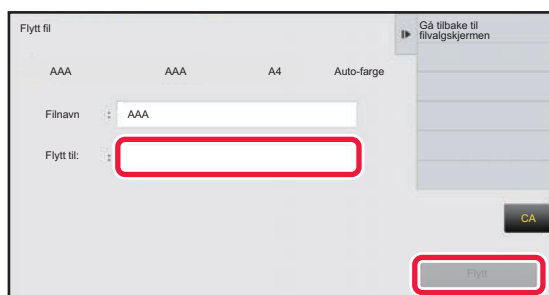 Flytt fil
Gå tilbake til
filvalgskjermen
AAA AAA A4 Auto-farge
Filnavn : AAA
Flytt til: :
CA
Flytt